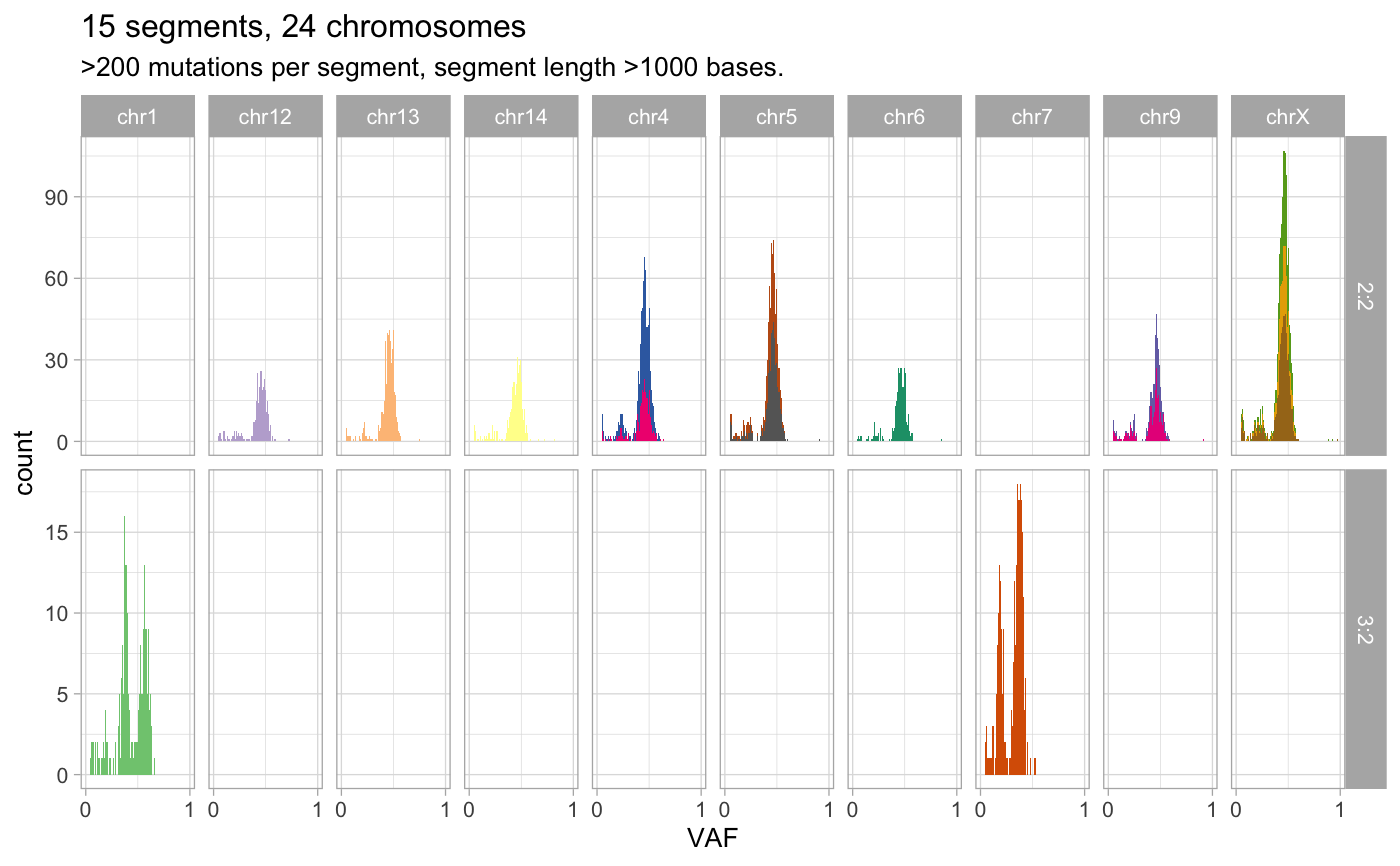 15 segments, 24 chromosomes
>200 mutations per segment, segment length >1000 bases.
chr1 chr12 chr13 chr14 chr4 chr5 chr6 chr7 chr9 chrX
90
60
30
0
2:2
count
15
10
5
0
3:2
0 1 0 1 0 1 0 1 0 1 0 1 0 1 0 1 0 1 0 1
VAF